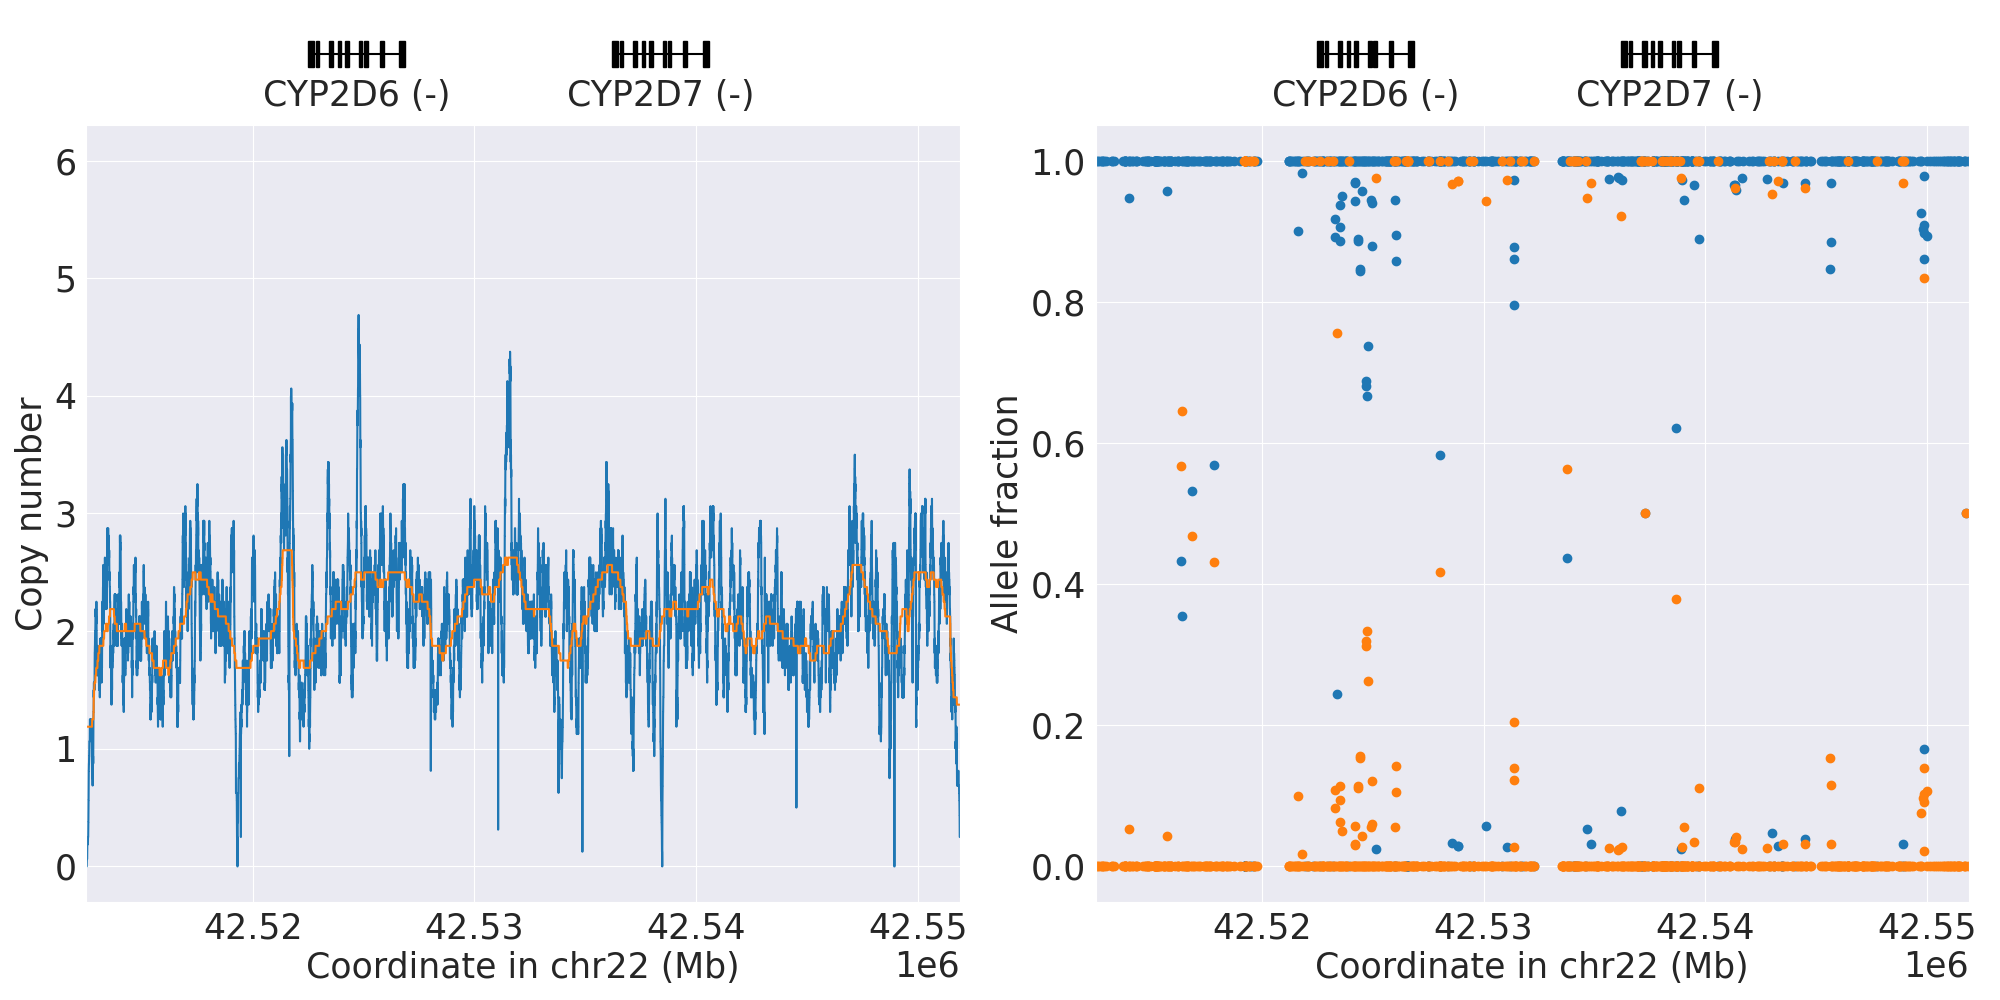 CYP2D6 (-) CYP2D7 (-)
Copy number
6
5
4
3
2
1
0
42.52 42.53 42.54 42.55
Coordinate in chr22 (Mb) 1e6
CYP2D6 (-) CYP2D7 (-)
Allele fraction
1.0
0.8
0.6
0.4
0.2
0.0
42.52 42.53 42.54 42.55
Coordinate in chr22 (Mb) 1e6